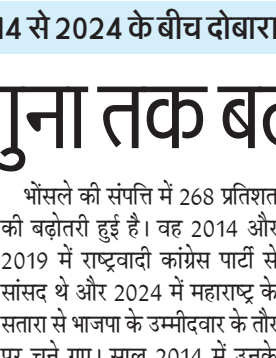 14 से 2024 के बीच दोबारा
गुना तक
भोंसले की संपत्ति में 268 प्रतिशत
की बढ़ोतरी हुई है। वह 2014 और
2019 में राष्ट्रवादी कांग्रेस पार्टी से
सांसद थे और 2024 में महाराष्ट्र के
सतारा से भाजपा के उम्मीदवार के तौर
पर चुने गए। साल 2014 में उनके